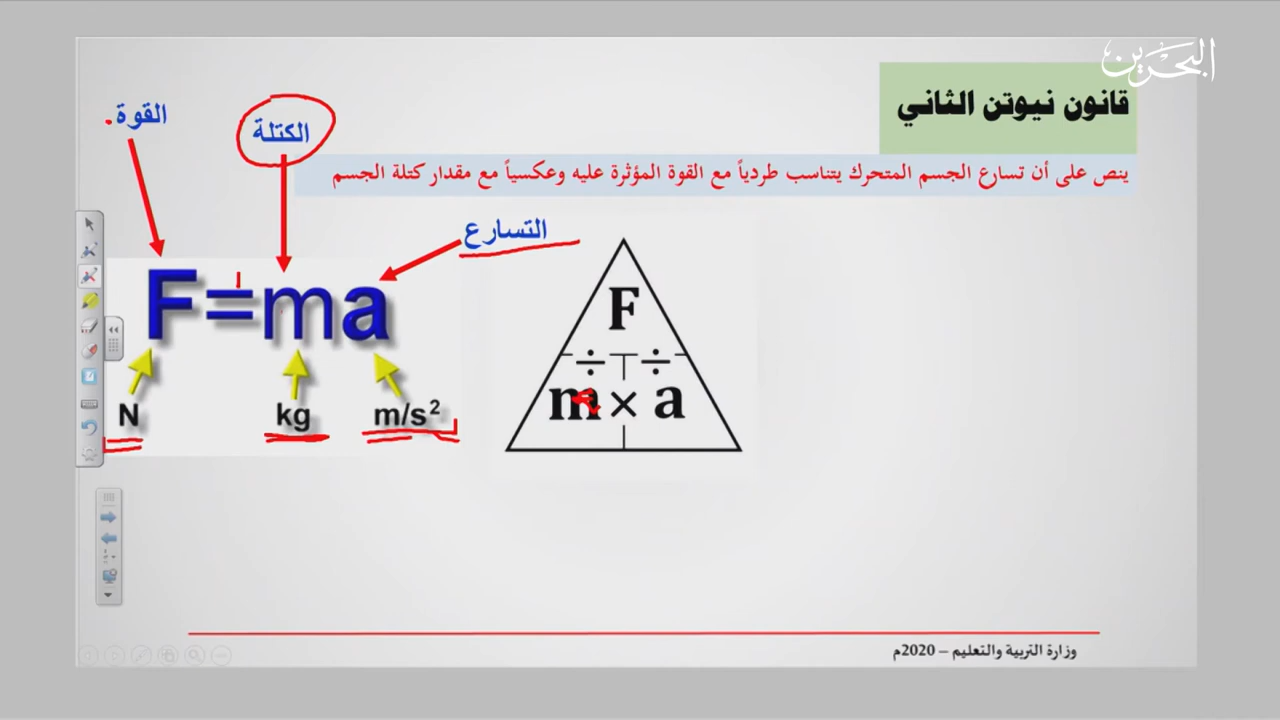 البحرين
قانون نيوتن الثاني
ينص على أن تسارع الجسم المتحرك يتناسب طردياً مع القوة المؤثرة عليه وعكسياً مع مقدار كتلة الجسم
القوة
الكتلة
التسارع
F=ma
N
kg
m/s²
F
÷ ÷
m × a
وزارة التربية والتعليم – 2020م